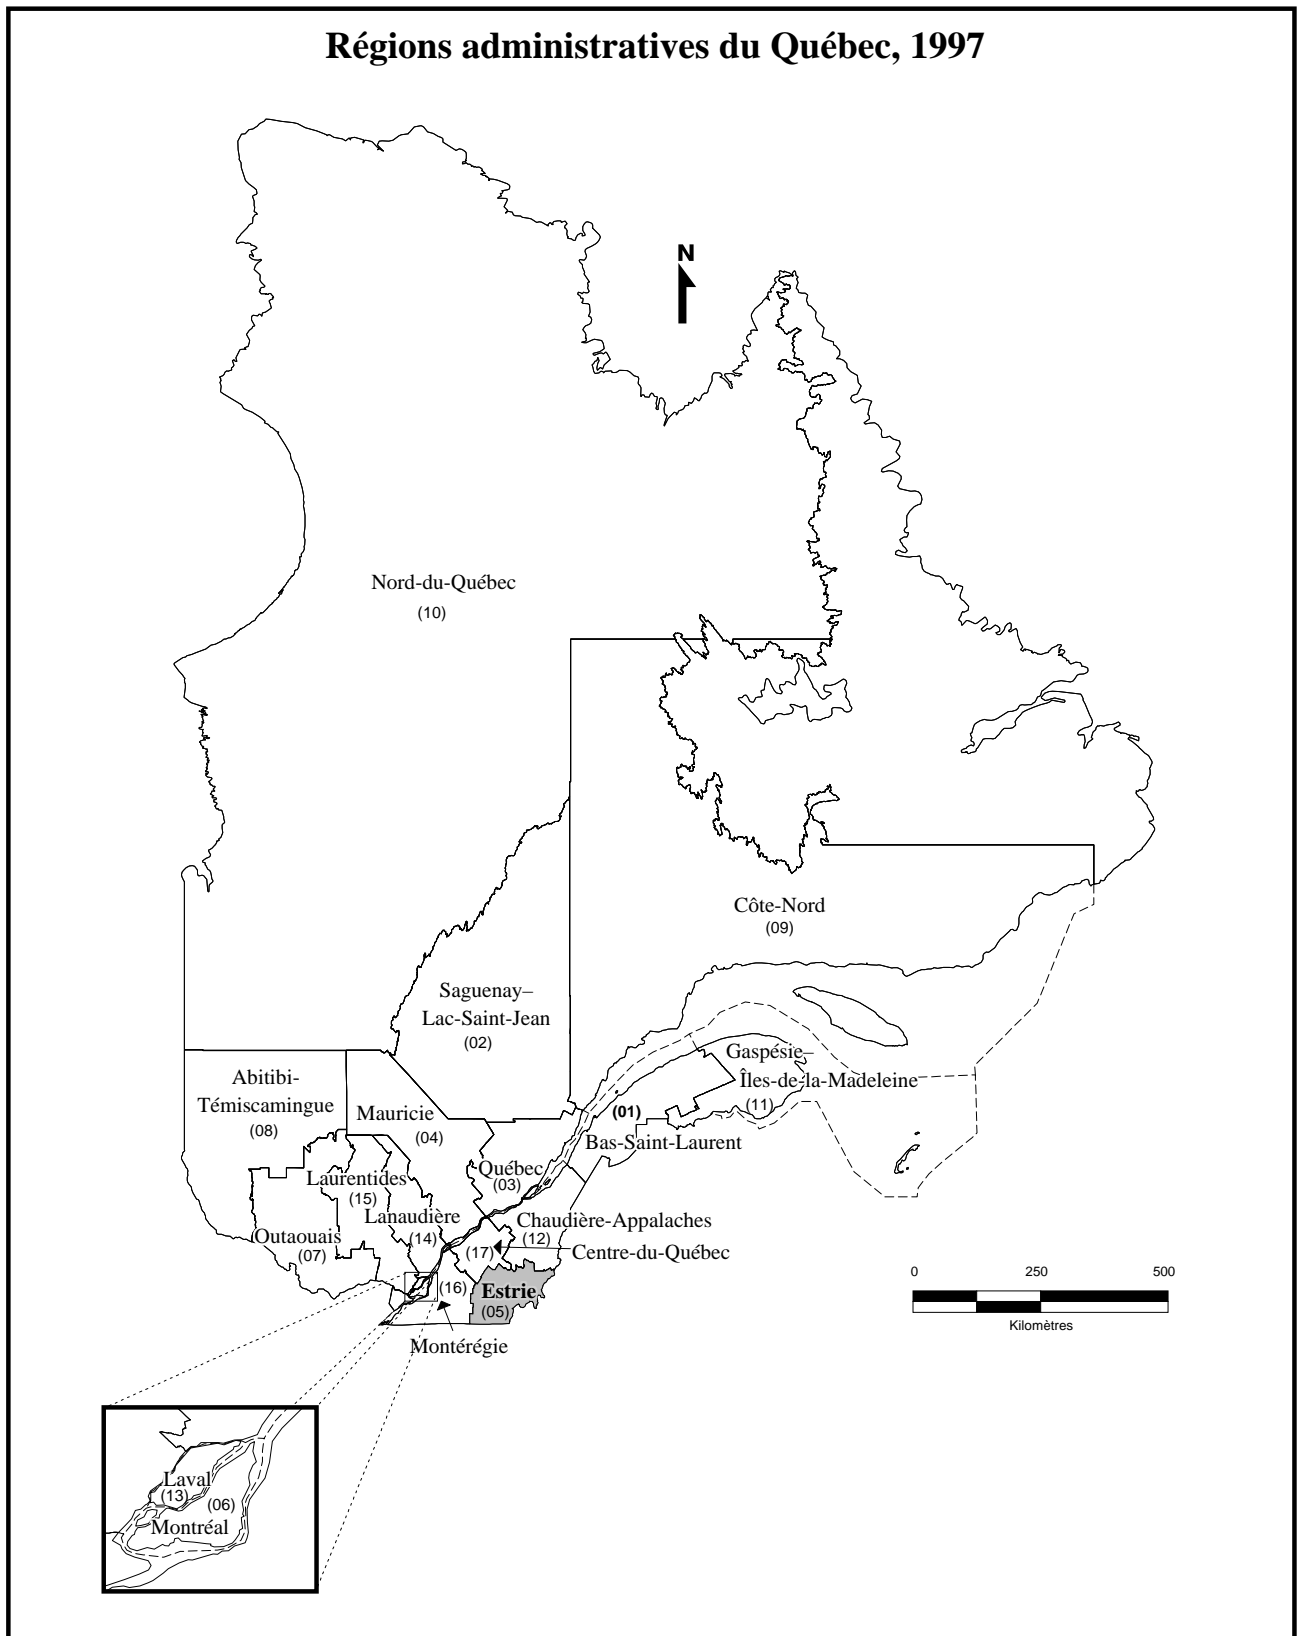 Régions administratives du Québec, 1997
N
Nord-du-Québec
(10)
Côte-Nord
(09)
Saguenay–
Lac-Saint-Jean
(02)
Gaspésie–
Îles-de-la-Madeleine
(11)
Abitibi-
Témiscamingue
(08)
Mauricie
(04)
(01)
Bas-Saint-Laurent
Québec
(03)
Laurentides
(15)
Lanaudière
(14)
Chaudière-Appalaches
(12)
Outaouais
(07)
(17)
Centre-du-Québec
(16)
Estrie
(05)
Montérégie
0 250 500
Kilomètres
Laval
(13)
(06)
Montréal